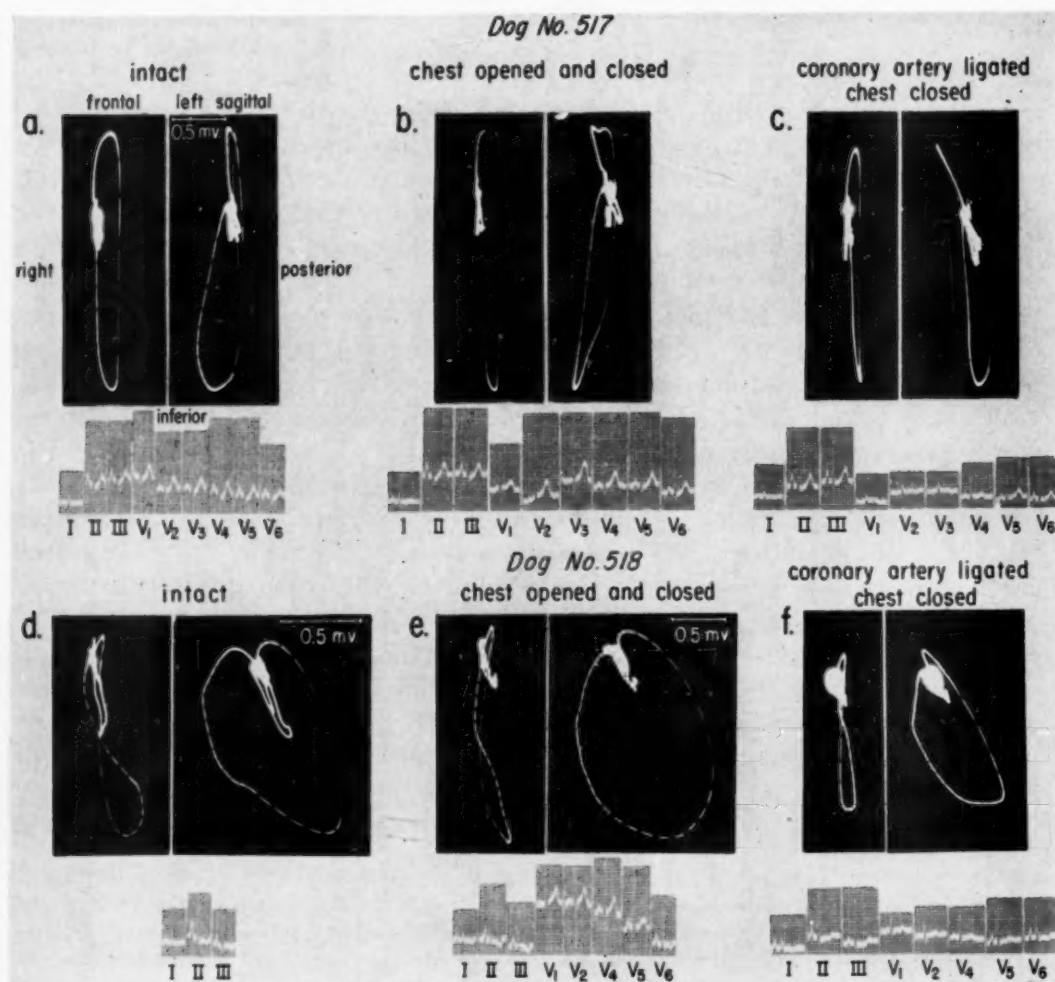 Dog No. 517
intact
frontal left sagittal
a.
0.5 mv.
right
posterior
inferior
I II III V1 V2 V3 V4 V5 V6
chest opened and closed
b.
I II III V1 V2 V3 V4 V5 V6
coronary artery ligated
chest closed
c.
I II III V1 V2 V3 V4 V5 V6
Dog No. 518
intact
d.
0.5 mv.
I II III
chest opened and closed
e.
0.5 mv.
I II III V1 V2 V4 V5 V6
coronary artery ligated
chest closed
f.
I II III V1 V2 V4 V5 V6